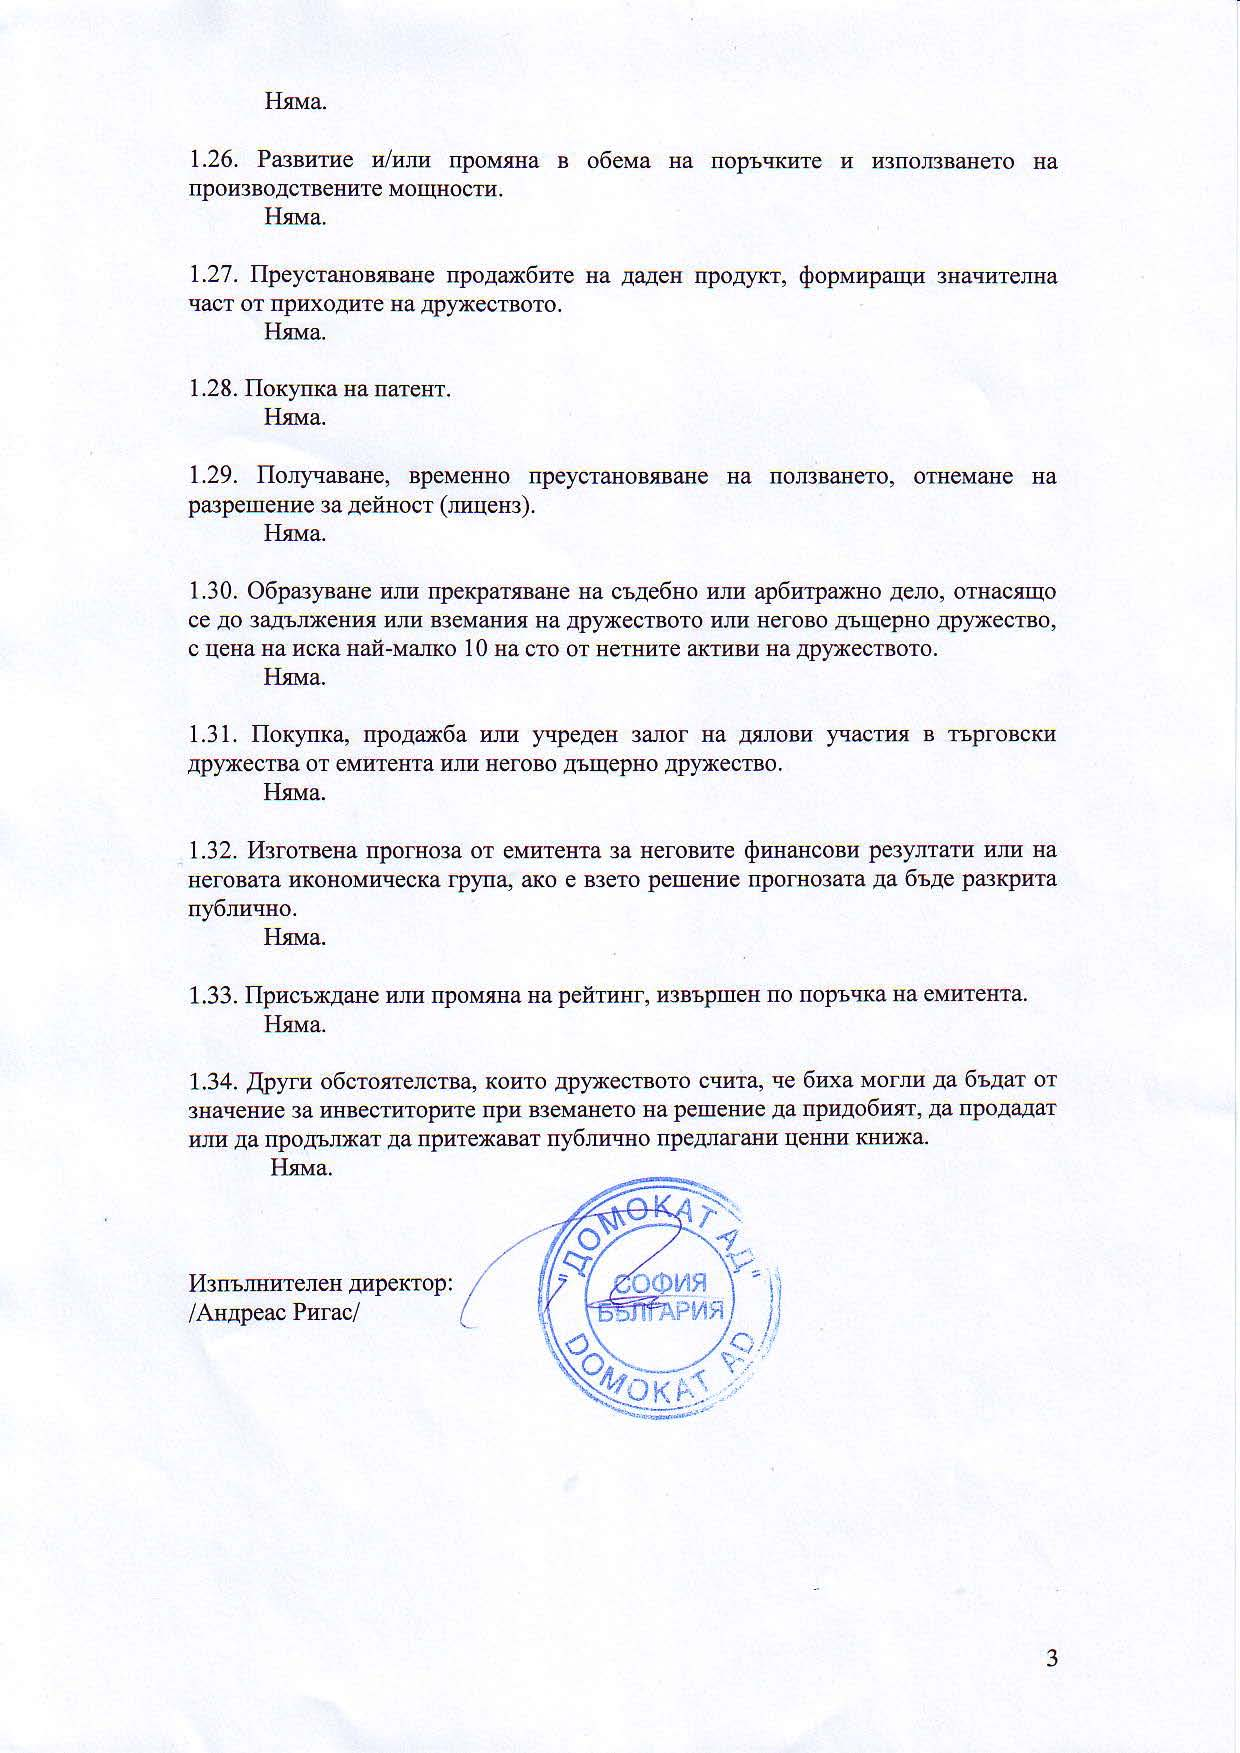 Няма.
1.26. Развитие и/или промяна в обема на поръчките и използването на
производствените мощности.
Няма.
1.27. Преустановяване продажбите на даден продукт, формиращи значителна
част от приходите на дружеството.
Няма.
1.28. Покупка на патент.
Няма.
1.29. Получаване, временно преустановяване на ползването, отнемане на
разрешение за дейност (лиценз).
Няма.
1.30. Образуване или прекратяване на съдебно или арбитражно дело, отнасящо
се до задължения или вземания на дружеството или негово дъщерно дружество,
с цена на иска най-малко 10 на сто от нетните активи на дружеството.
Няма.
1.31. Покупка, продажба или учреден залог на дялови участия в търговски
дружества от емитента или негово дъщерно дружество.
Няма.
1.32. Изготвена прогноза от емитента за неговите финансови резултати или на
неговата икономическа група, ако е взето решение прогнозата да бъде разкрита
публично.
Няма.
1.33. Присъждане или промяна на рейтинг, извършен по поръчка на емитента.
Няма.
1.34. Други обстоятелства, които дружеството счита, че биха могли да бъдат от
значение за инвеститорите при вземането на решение да придобият, да продадат
или да продължат да притежават публично предлагани ценни книжа.
Няма.
"ДОМОКАТ АД"
СОФИЯ
БЪЛГАРИЯ
DOMOKAT AD
Изпълнителен директор:
/Андреас Ригас/
3